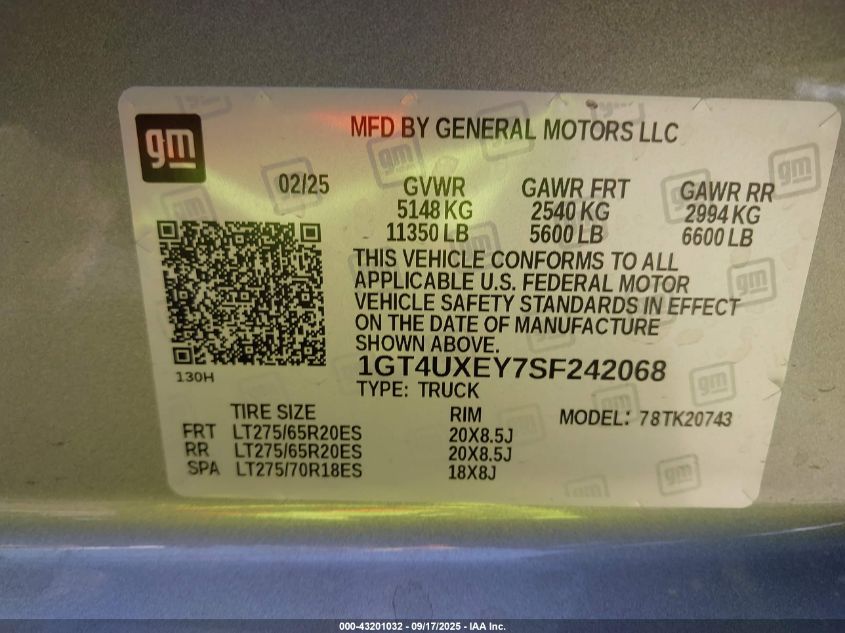 gm
MFD BY GENERAL MOTORS LLC
02/25 GVWR GAWR FRT GAWR RR
5148 KG 2540 KG 2994 KG
11350 LB 5600 LB 6600 LB
THIS VEHICLE CONFORMS TO ALL
APPLICABLE U.S. FEDERAL MOTOR
VEHICLE SAFETY STANDARDS IN EFFECT
ON THE DATE OF MANUFACTURE
SHOWN ABOVE.
130H
1GT4UXEY7SF242068
TYPE: TRUCK
TIRE SIZE RIM MODEL: 78TK20743
FRT LT275/65R20ES 20X8.5J
RR LT275/65R20ES 20X8.5J
SPA LT275/70R18ES 18X8J
000-43201032 - 09/17/2025 - IAA Inc.